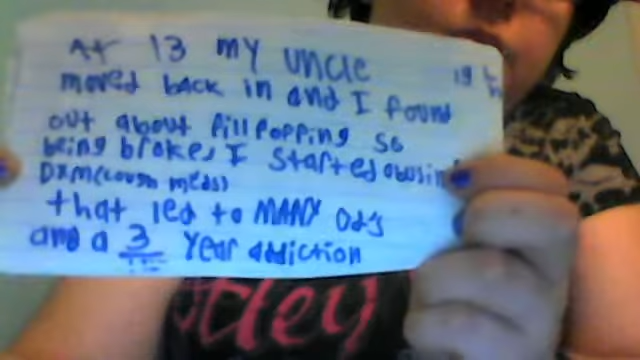 At 13 my uncle
moved back in and I found
out about pill popping so
being broke, I started abusin
DXM(cough meds)
that led to MANY OD's
and a 3 year addiction